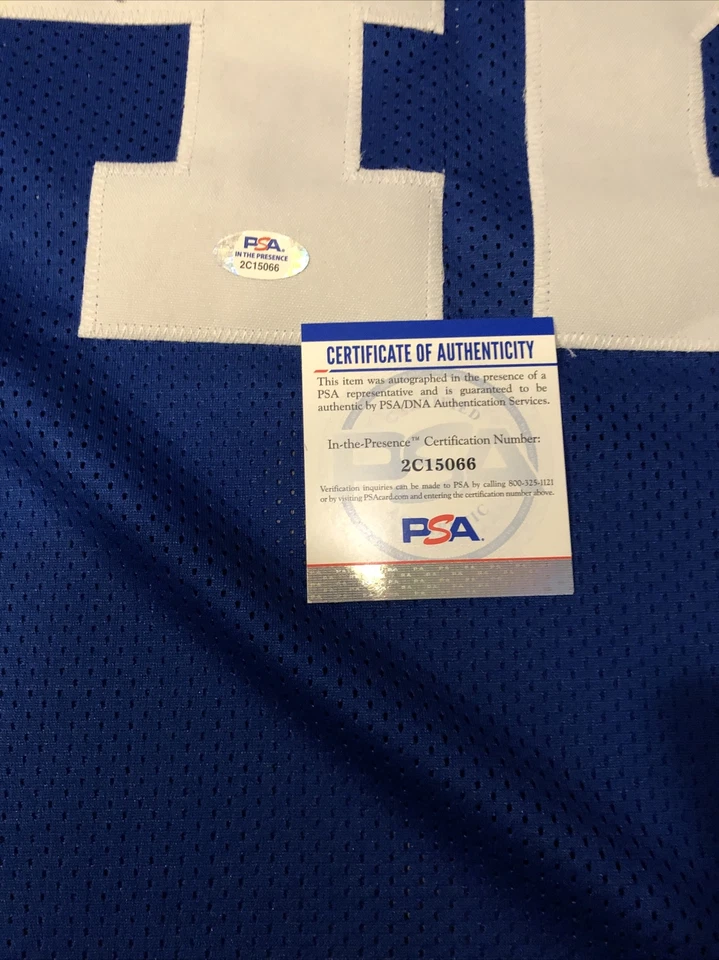 PSA.
IN THE PRESENCE
2C15066
CERTIFICATE OF AUTHENTICITY
This item was autographed in the presence of a
PSA representative and is guaranteed to be
authentic by PSA/DNA Authentication Services.
In-the-Presence™ Certification Number:
2C15066
Verification inquiries can be made to PSA by calling 800-325-1121
or by visiting PSAcard.com and entering the certification number above.
PSA.